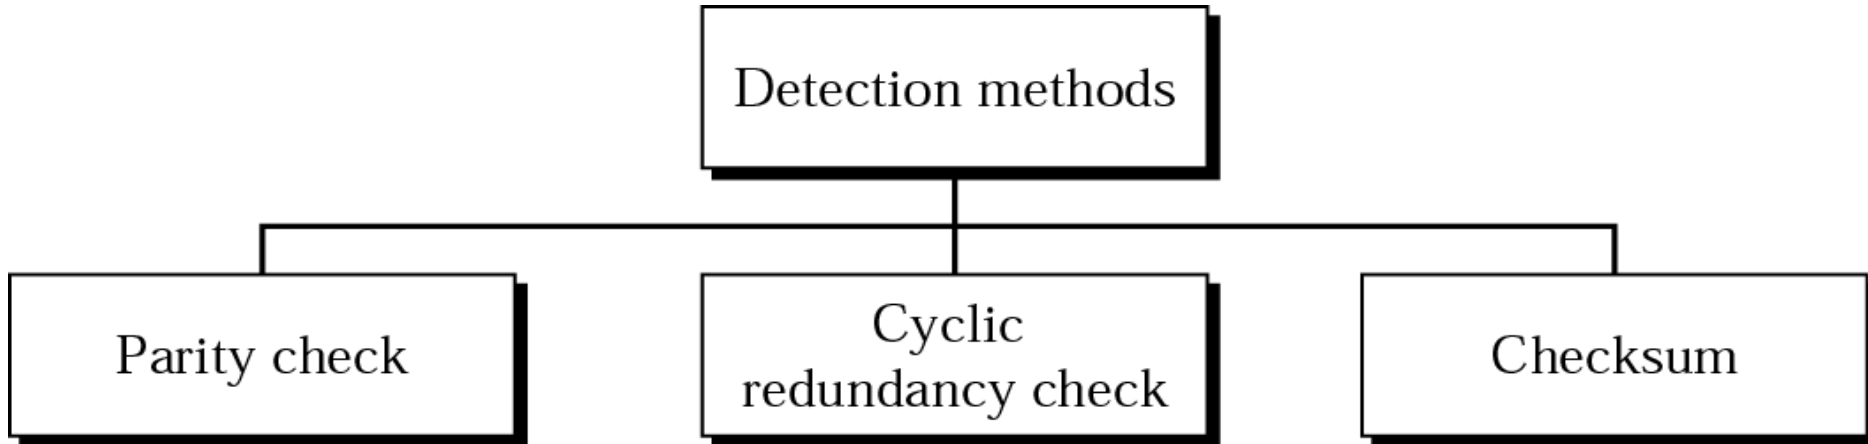 Detection methods
Parity check
Cyclic
redundancy check
Checksum